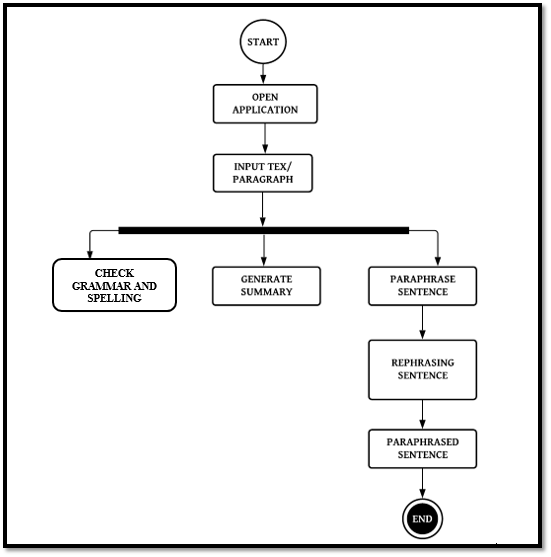 START
OPEN
APPLICATION
INPUT TEX/
PARAGRAPH
CHECK
GRAMMAR AND
SPELLING
GENERATE
SUMMARY
PARAPHRASE
SENTENCE
REPHRASING
SENTENCE
PARAPHRASED
SENTENCE
END